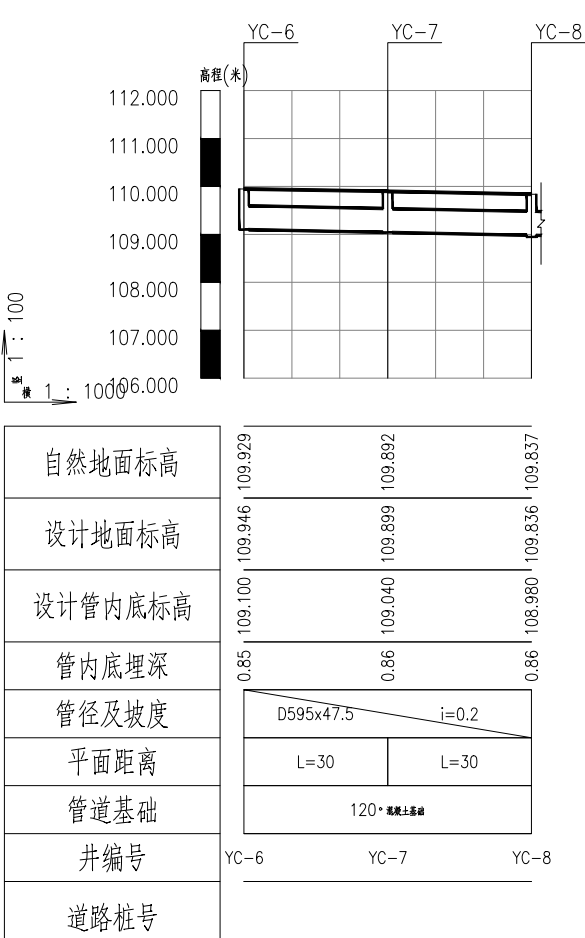 YC-6 YC-7 YC-8
高程(米)
112.000
111.000
110.000
109.000
108.000
107.000
106.000
竖 1 : 100
横 1 : 1000
自然地面标高 109.929 109.892 109.837
设计地面标高 109.946 109.899 109.836
设计管内底标高 109.100 109.040 108.980
管内底埋深 0.85 0.86 0.86
管径及坡度 D595x47.5 i=0.2
平面距离 L=30 L=30
管道基础 120°混凝土基础
井编号 YC-6 YC-7 YC-8
道路桩号